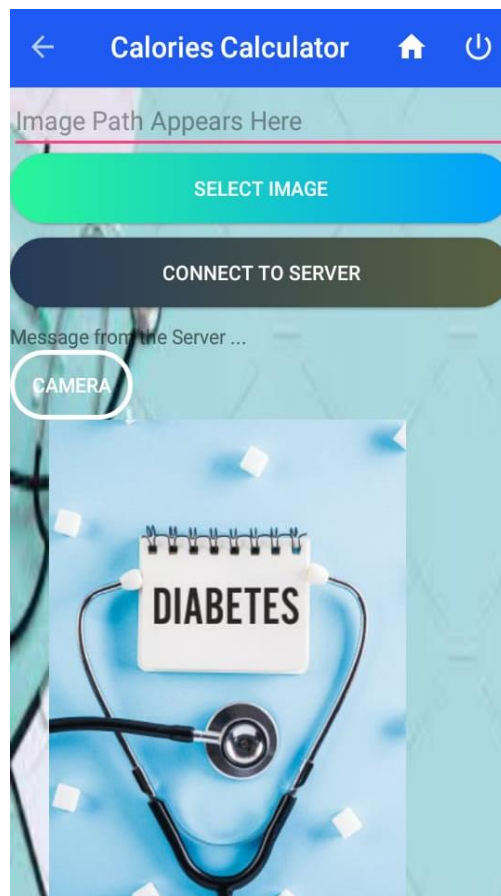 Calories Calculator
Image Path Appears Here
SELECT IMAGE
CONNECT TO SERVER
Message from the Server ...
CAMERA
DIABETES